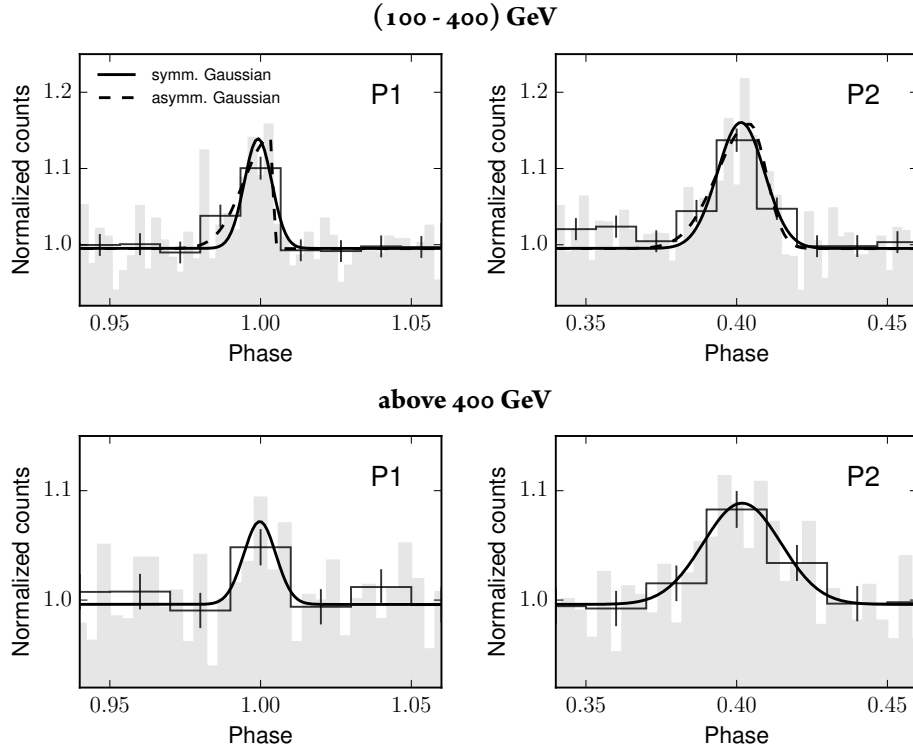 (100 - 400) GeV
Normalized counts
1.2
1.1
1.0
symm. Gaussian
asymm. Gaussian
P1
0.95
1.00
1.05
Phase
Normalized counts
1.2
1.1
1.0
P2
0.35
0.40
0.45
Phase
above 400 GeV
Normalized counts
1.1
1.0
P1
0.95
1.00
1.05
Phase
Normalized counts
1.1
1.0
P2
0.35
0.40
0.45
Phase